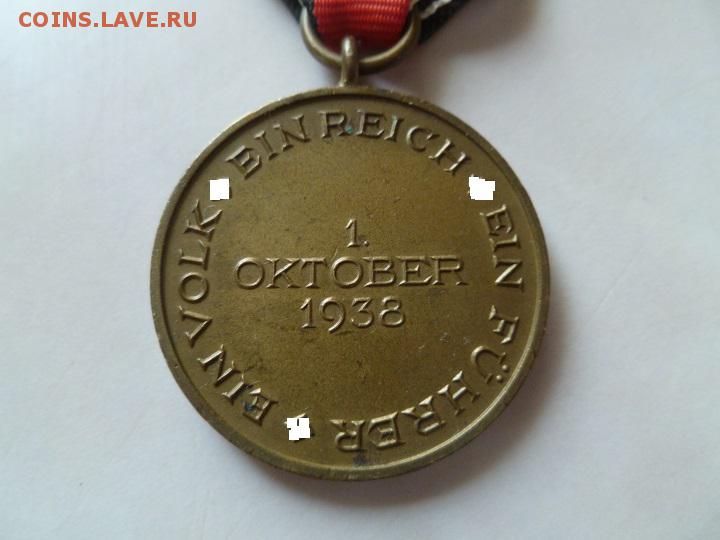 COINS.LAVE.RU
EIN VOLK EIN REICH EIN FÜHRER
1.
OKTOBER
1938